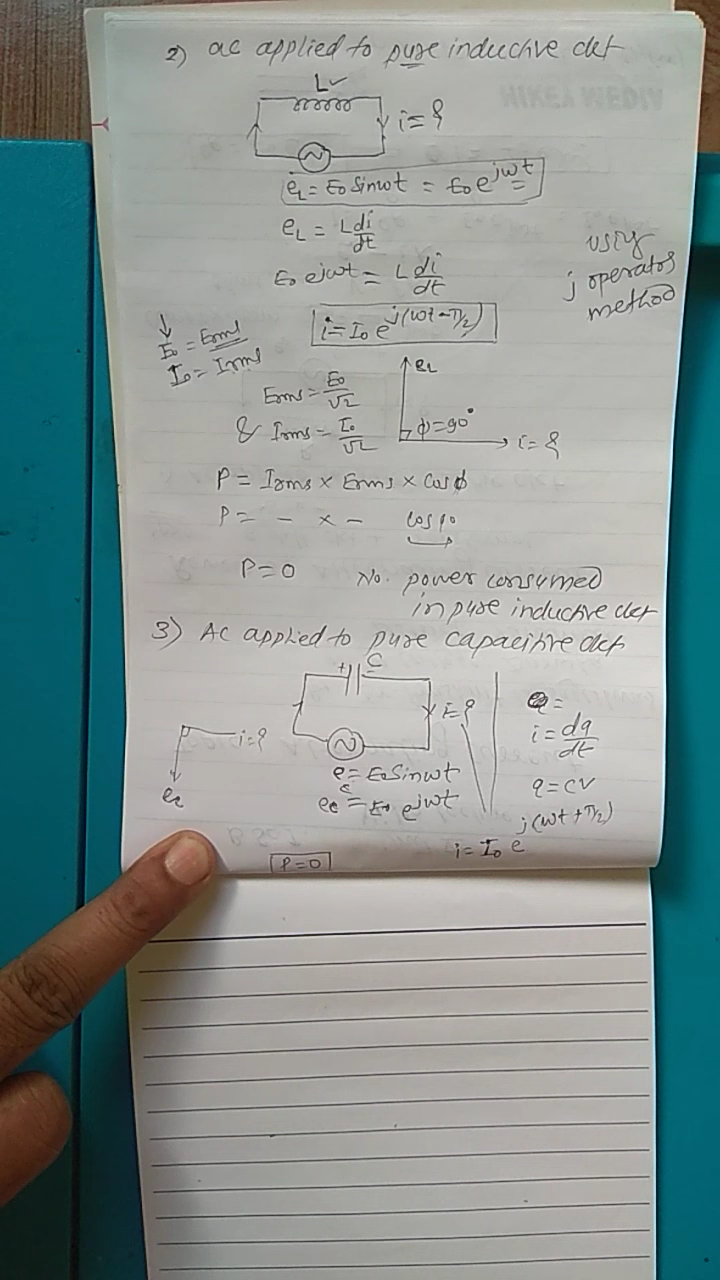 2) ac applied to pure inductive ckt
L
i = ?
eL = E₀ sinωt = E₀ e^jωt
eL = L di/dt
E₀ e^jωt = L di/dt
using
j operator
method
i = I₀ e^j(ωt - π/2)
E₀ = Erms
I₀ = Irms
Erms = E₀/√2
& Irms = I₀/√2
eL
φ = 90°
i = ?
P = Irms × Erms × Cosφ
P = - × - Cos 90
P = 0 No. power consumed
in pure inductive ckt
3) AC applied to pure capacitive ckt
+ C
i = ?
i = ?
ec
e = E₀ Sinωt
ec = E₀ e^jωt
Q =
i = dq/dt
q = CV
i = I₀ e^j(ωt + π/2)
P = 0